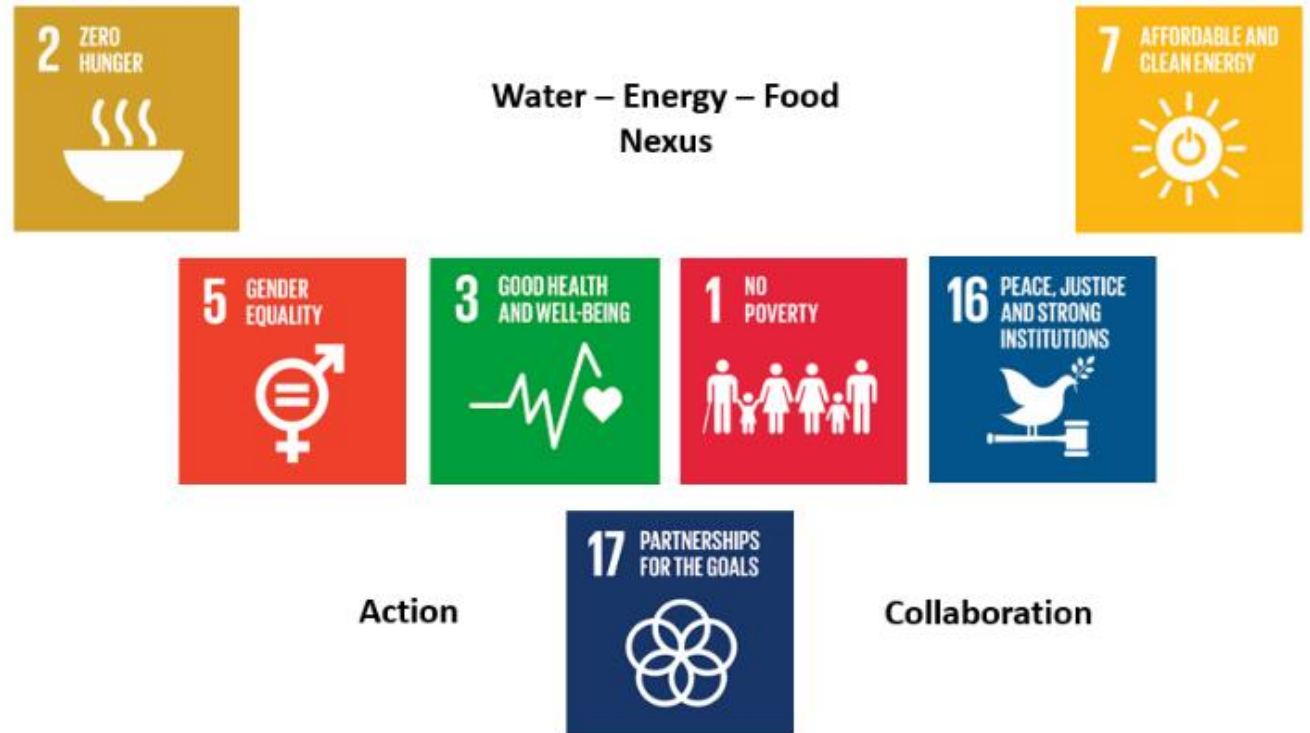 2 ZERO
HUNGER
Water – Energy – Food
Nexus
7 AFFORDABLE AND
CLEAN ENERGY
5 GENDER
EQUALITY
3 GOOD HEALTH
AND WELL-BEING
1 NO
POVERTY
16 PEACE, JUSTICE
AND STRONG
INSTITUTIONS
Action
17 PARTNERSHIPS
FOR THE GOALS
Collaboration